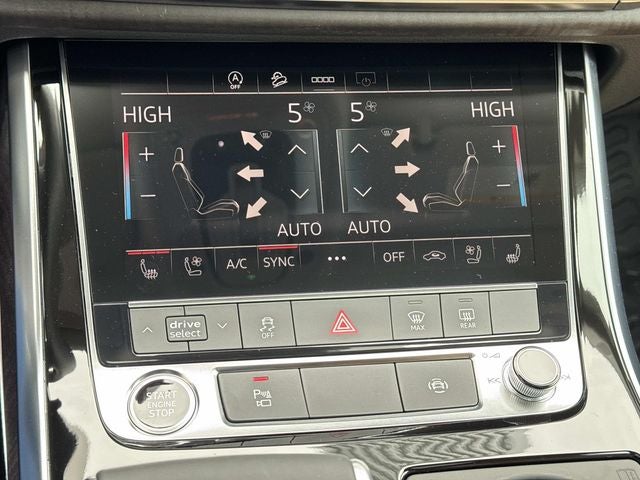 A
OFF
HIGH 5 5 HIGH
+ +
− −
AUTO AUTO
A/C SYNC ••• OFF
drive
select
OFF
MAX
REAR
START
ENGINE
STOP
P